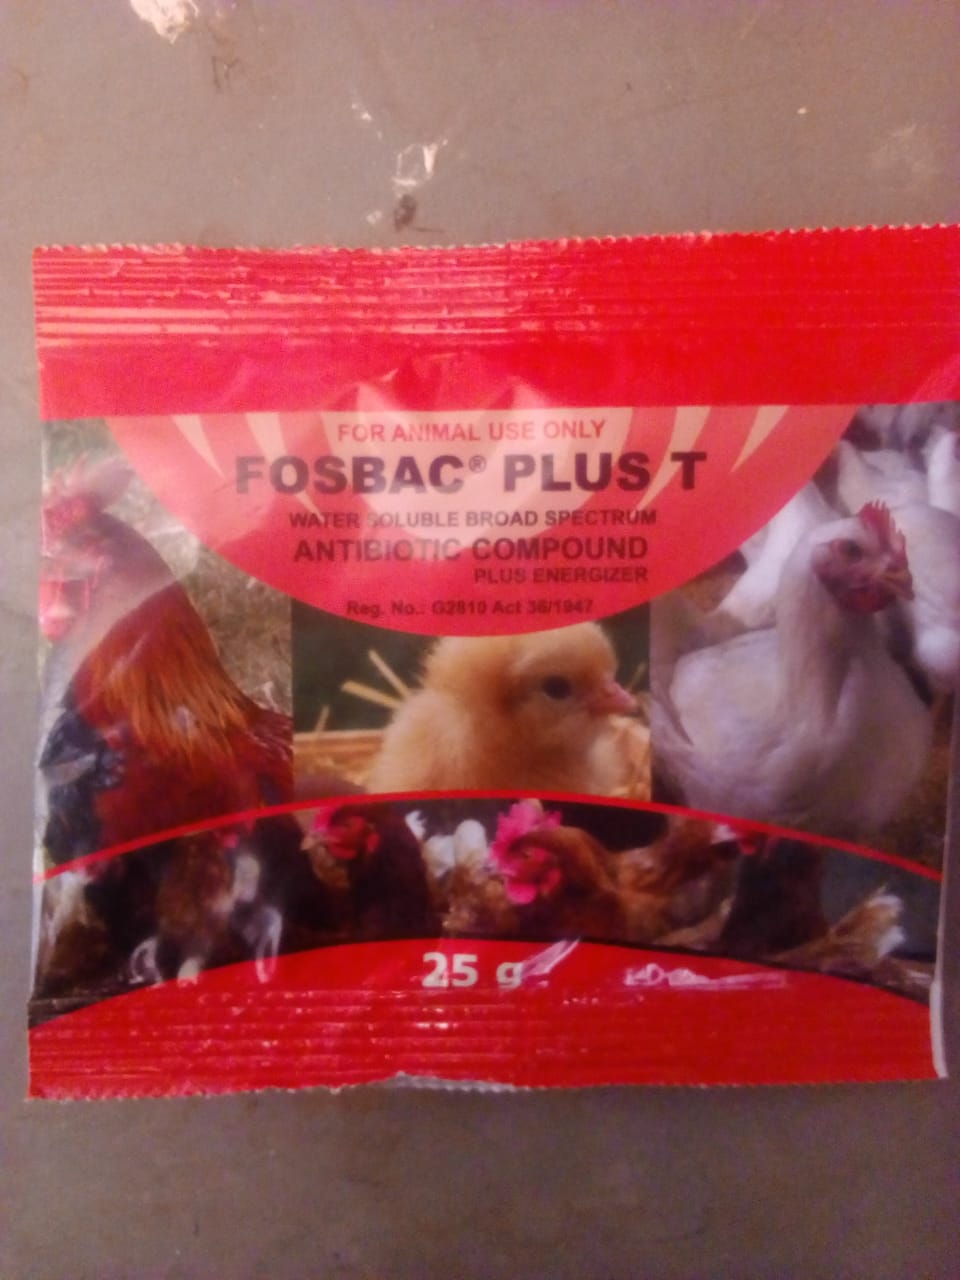 FOR ANIMAL USE ONLY
FOSBAC® PLUS T
WATER SOLUBLE BROAD SPECTRUM
ANTIBIOTIC COMPOUND
PLUS ENERGIZER
Reg. No.: G2810 Act 36/1947
25 g